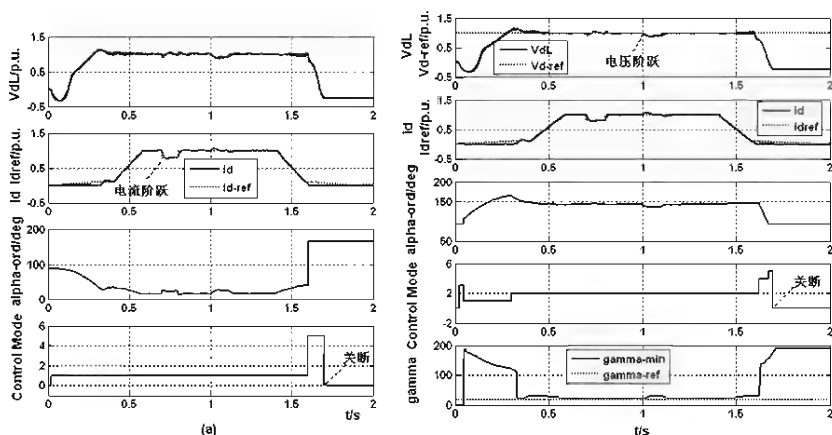 VdL/p.u.
1.5
0.5
-0.5
0 0.5 1 1.5 2
id idref/p.u.
1.5
0.5
-0.5
电流阶跃
id
id-ref
0 0.5 1 1.5 2
alpha-ord/deg
200
100
0
0 0.5 1 1.5 2
Control Mode
6
4
2
0
关断
0 0.5 1 1.5 2
(a)
t/s
VdL
Vd-ref/p.u.
1.5
0.5
-0.5
VdL
Vd-ref
电压阶跃
0 0.5 1 1.5 2
id
idref/p.u.
1.5
0.5
-0.5
id
idref
0 0.5 1 1.5 2
alpha-ord/deg
200
150
50
0 0.5 1 1.5 2
Control Mode
6
2
-2
关断
0 0.5 1 1.5 2
gamma
200
100
0
gamma-min
gamma-ref
0 0.5 1 1.5 2
t/s